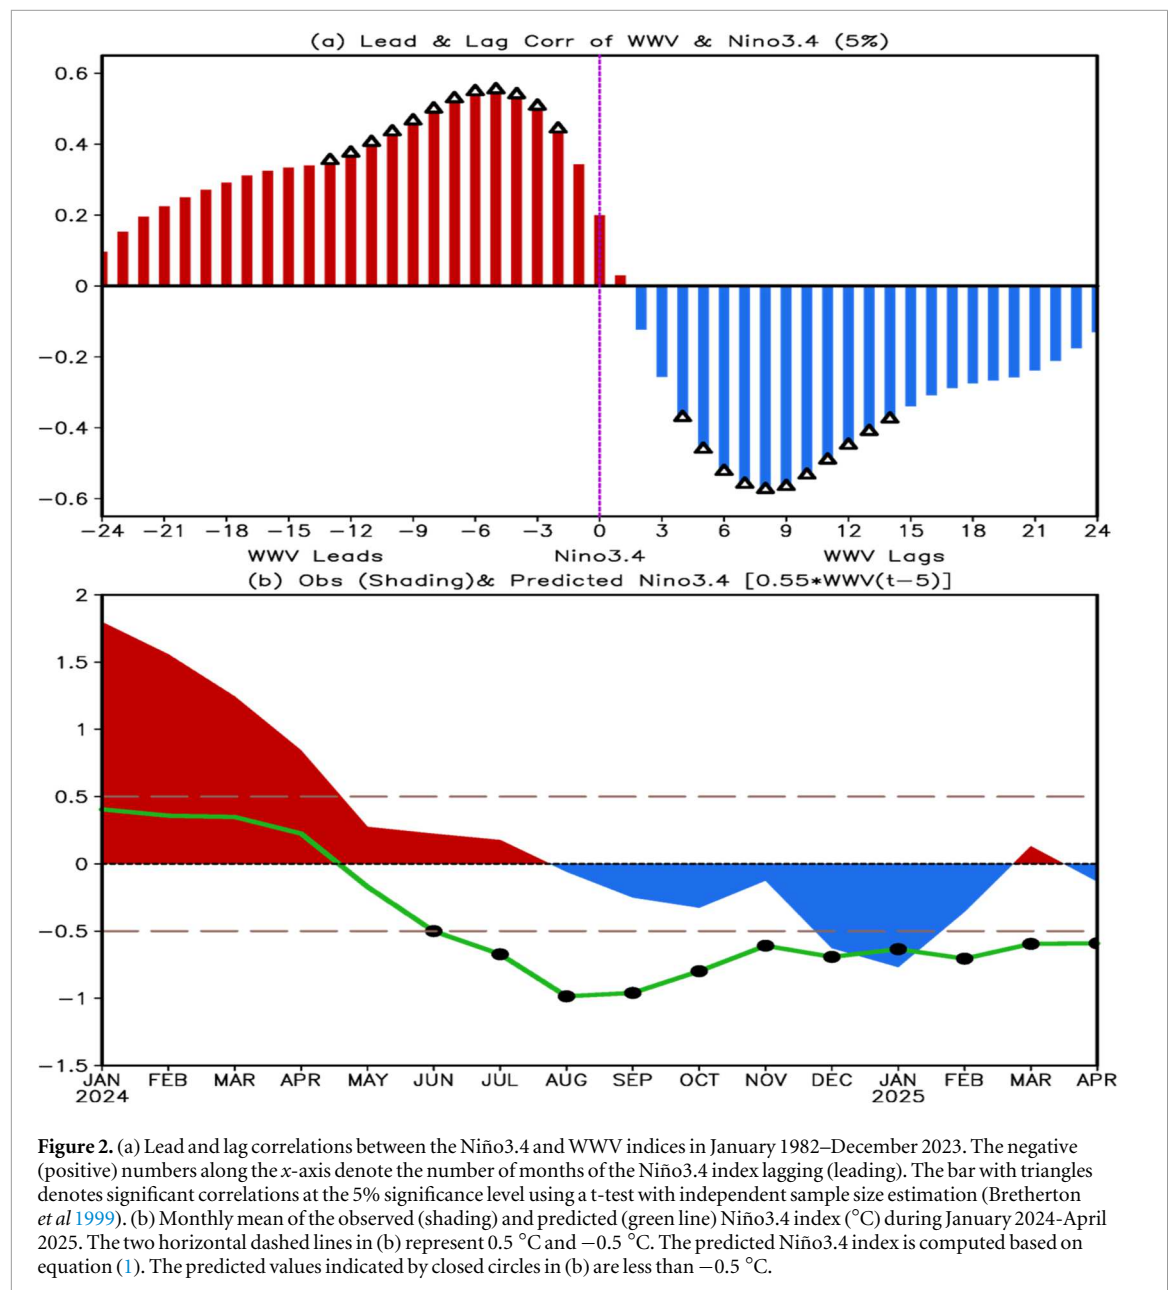 (a) Lead & Lag Corr of WWV & Nino3.4 (5%)
0.6
0.4
0.2
0
−0.2
−0.4
−0.6
−24 −21 −18 −15 −12 −9 −6 −3 0 3 6 9 12 15 18 21 24
WWV Leads Nino3.4 WWV Lags
(b) Obs (Shading)& Predicted Nino3.4 [0.55*WWV(t−5)]
2
1.5
1
0.5
0
−0.5
−1
−1.5
JAN FEB MAR APR MAY JUN JUL AUG SEP OCT NOV DEC JAN FEB MAR APR
2024 2025
Figure 2. (a) Lead and lag correlations between the Niño3.4 and WWV indices in January 1982–December 2023. The negative
(positive) numbers along the x-axis denote the number of months of the Niño3.4 index lagging (leading). The bar with triangles
denotes significant correlations at the 5% significance level using a t-test with independent sample size estimation (Bretherton
et al 1999). (b) Monthly mean of the observed (shading) and predicted (green line) Niño3.4 index (°C) during January 2024-April
2025. The two horizontal dashed lines in (b) represent 0.5 °C and −0.5 °C. The predicted Niño3.4 index is computed based on
equation (1). The predicted values indicated by closed circles in (b) are less than −0.5 °C.